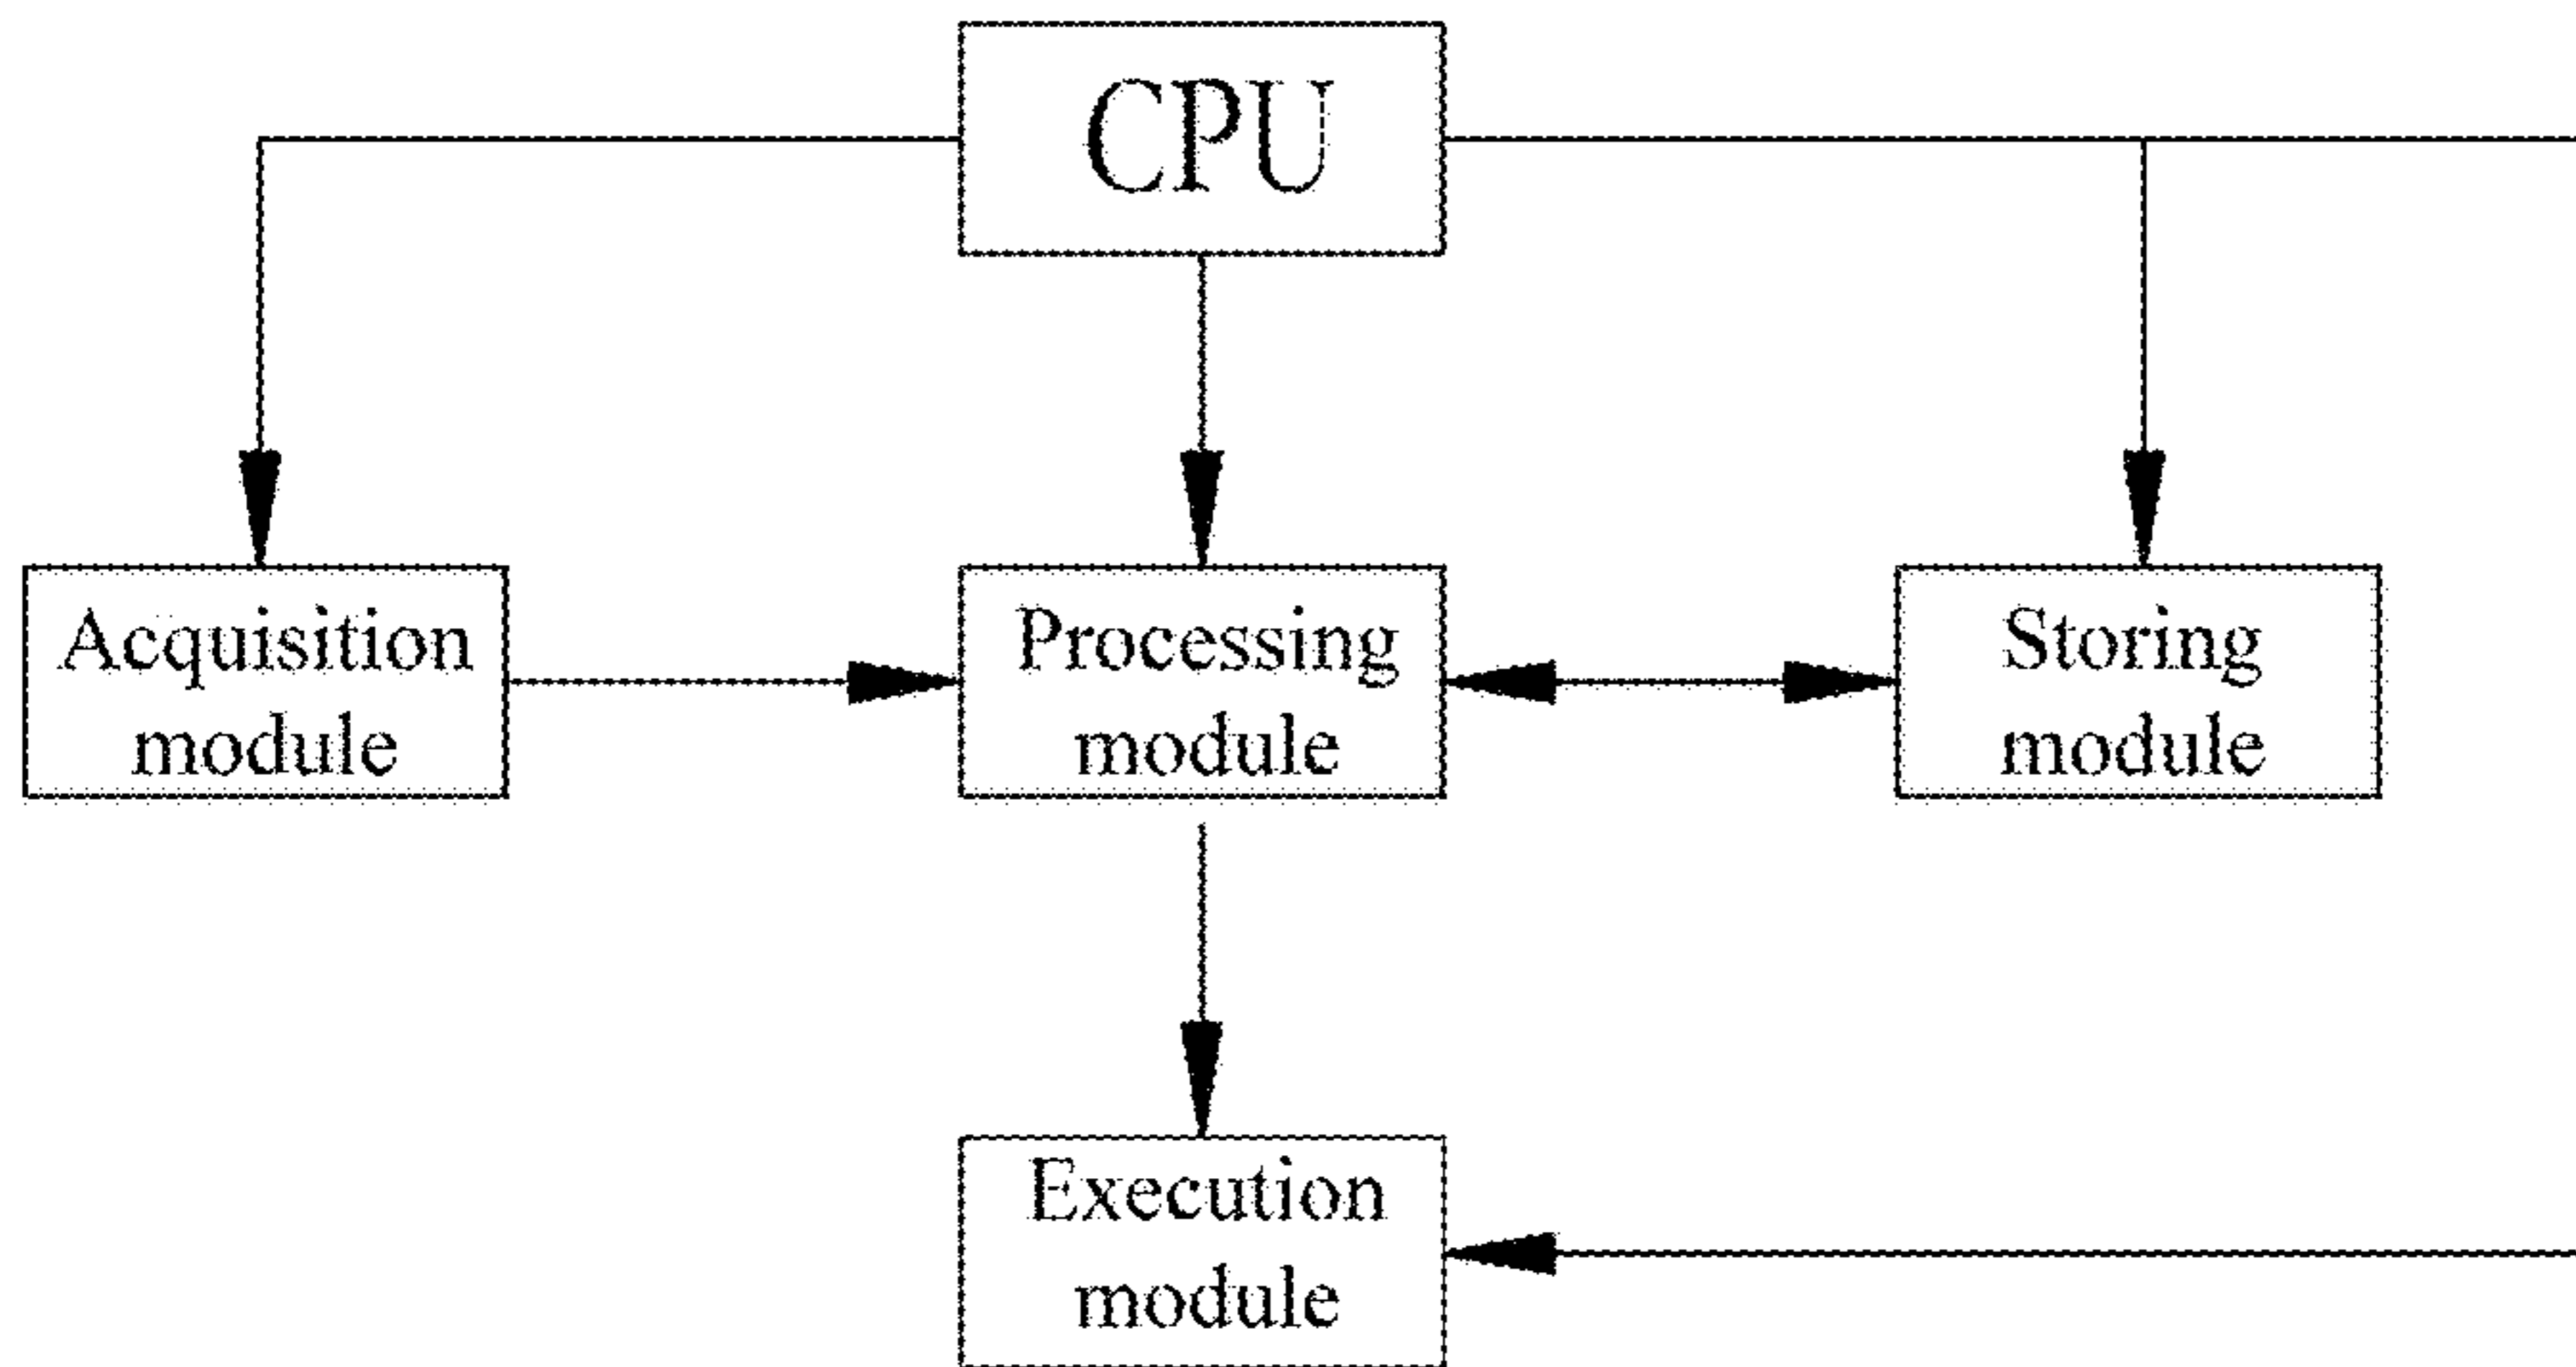 CPU
Acquisition
module
Processing
module
Storing
module
Execution
module